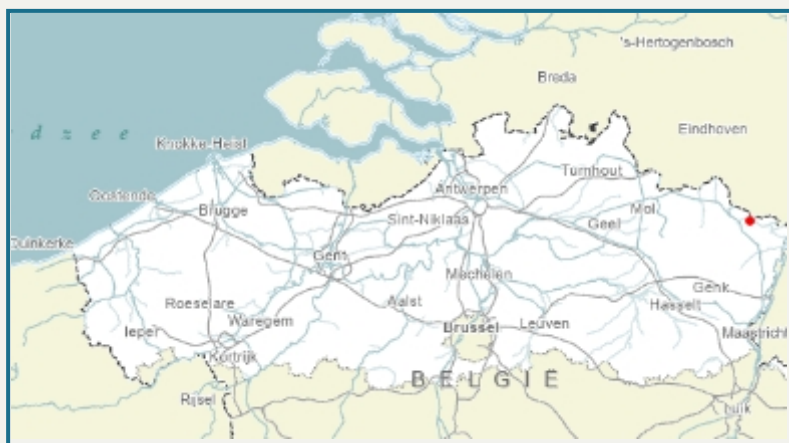 's-Hertogenbosch
Breda
Eindhoven
d z e e
Knokke-Heist
Turnhout
Antwerpen
Oostende
Brugge
Sint-Niklaas
Geel
Mol
Duinkerke
Gent
Mechelen
Genk
Roeselare
Aalst
Hasselt
Ieper
Waregem
Brussel
Leuven
Maastricht
Kortrijk
BELGIË
Rijsel
Luik